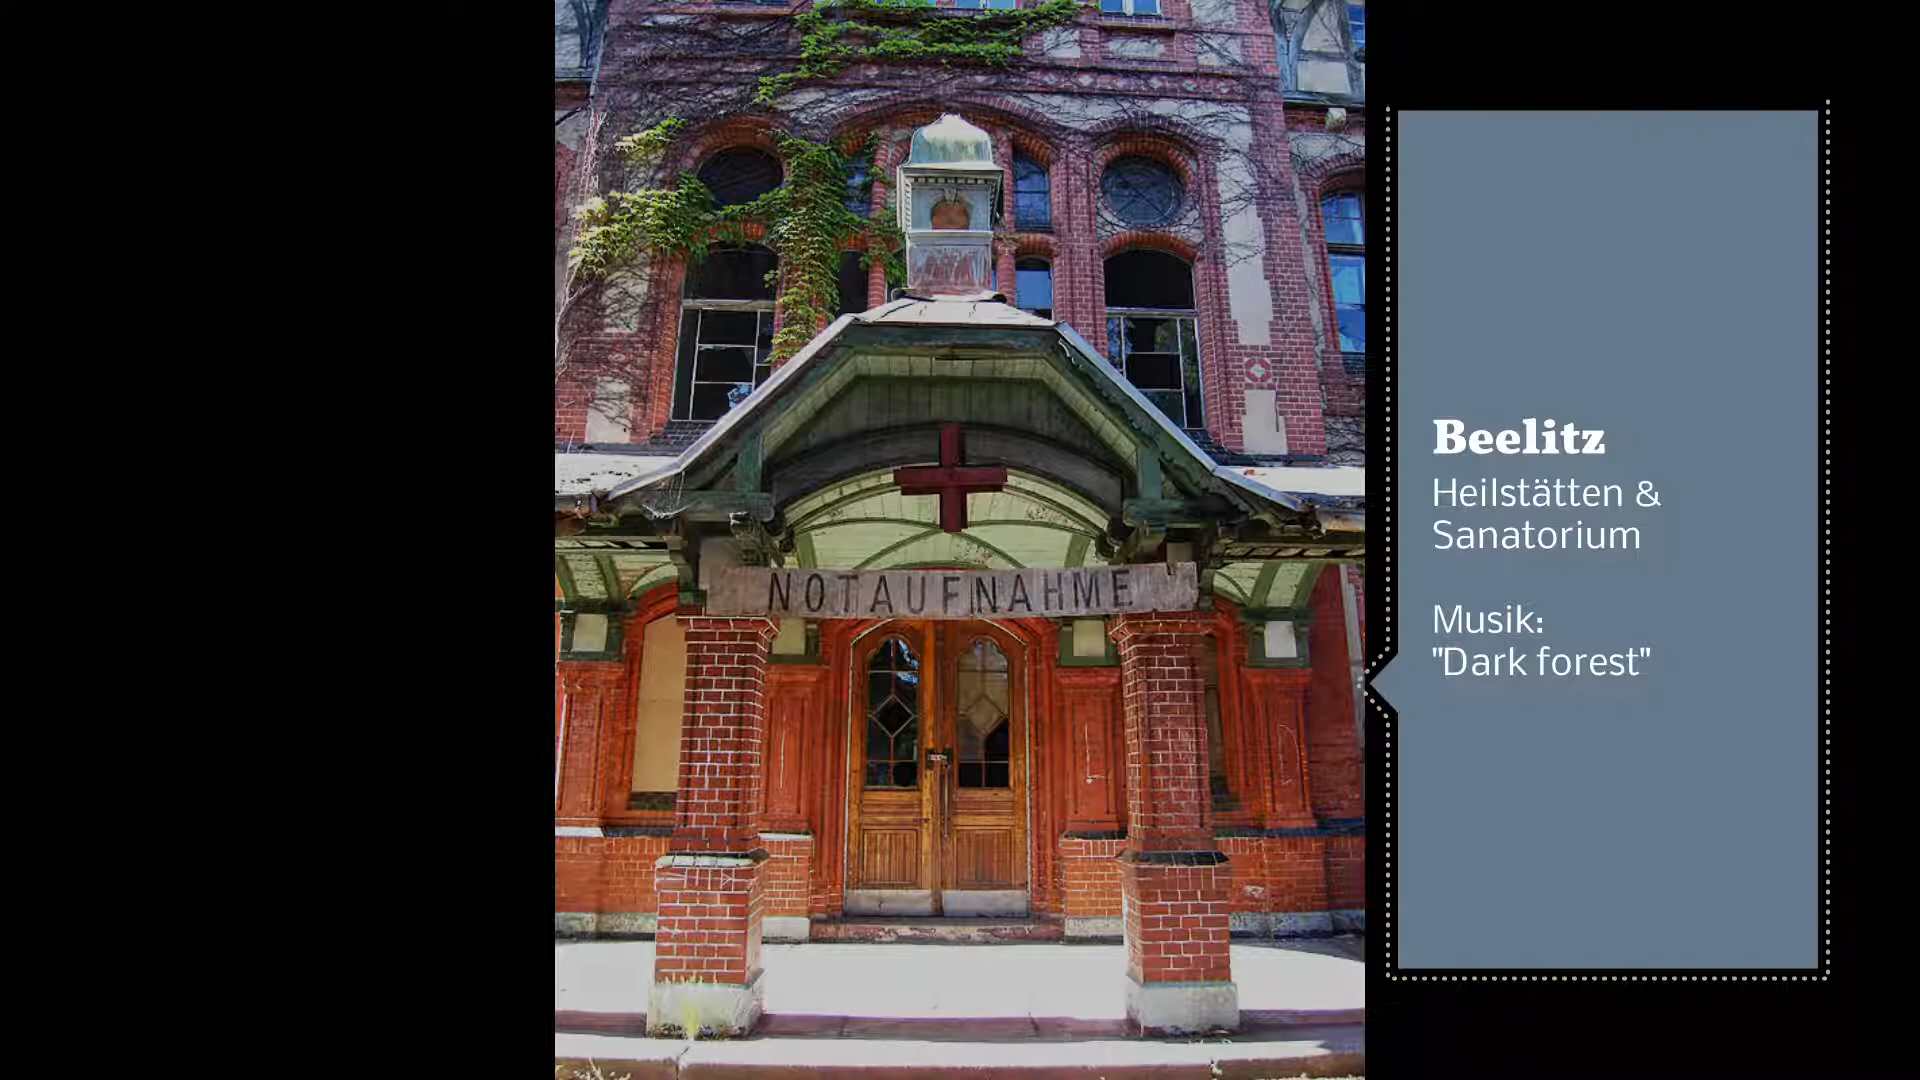 NOTAUFNAHME
Beelitz
Heilstätten &
Sanatorium
Musik:
"Dark forest"